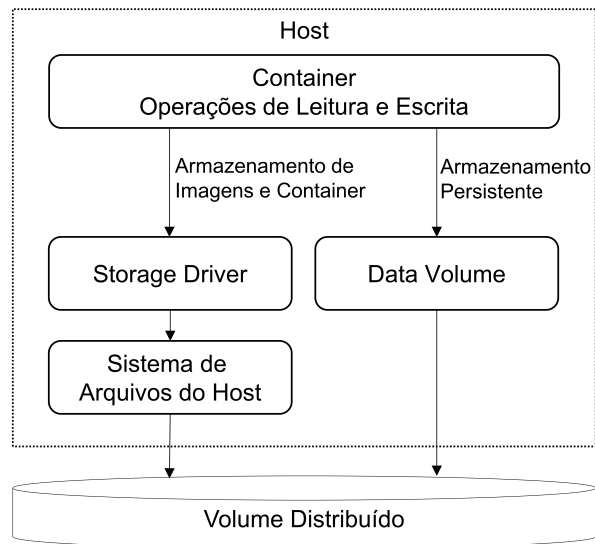 Host
Container
Operações de Leitura e Escrita
Armazenamento de
Imagens e Container
Armazenamento
Persistente
Storage Driver
Data Volume
Sistema de
Arquivos do Host
Volume Distribuído